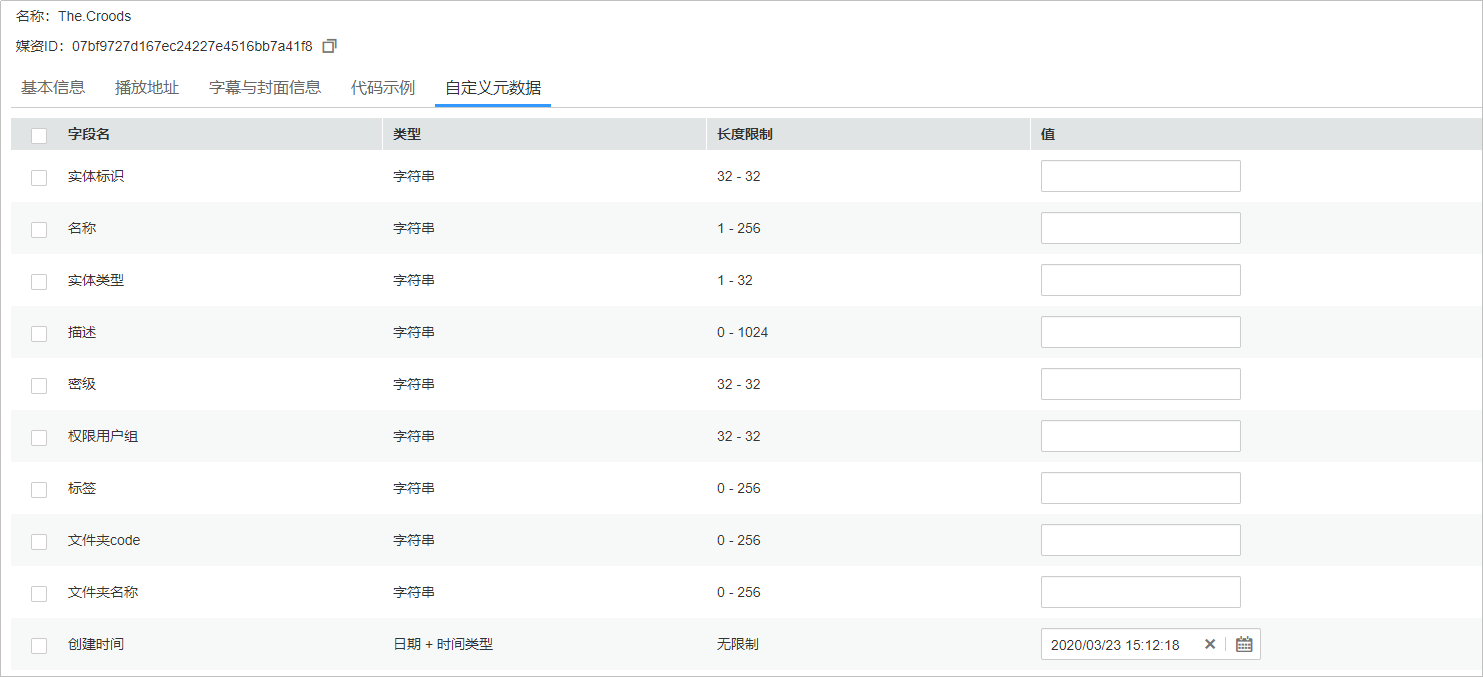 名称：The.Croods
媒资ID：07bf9727d167ec24227e4516bb7a41f8
基本信息 播放地址 字幕与封面信息 代码示例 自定义元数据
字段名 类型 长度限制 值
实体标识 字符串 32 - 32
名称 字符串 1 - 256
实体类型 字符串 1 - 32
描述 字符串 0 - 1024
密级 字符串 32 - 32
权限用户组 字符串 32 - 32
标签 字符串 0 - 256
文件夹code 字符串 0 - 256
文件夹名称 字符串 0 - 256
创建时间 日期 + 时间类型 无限制 2020/03/23 15:12:18